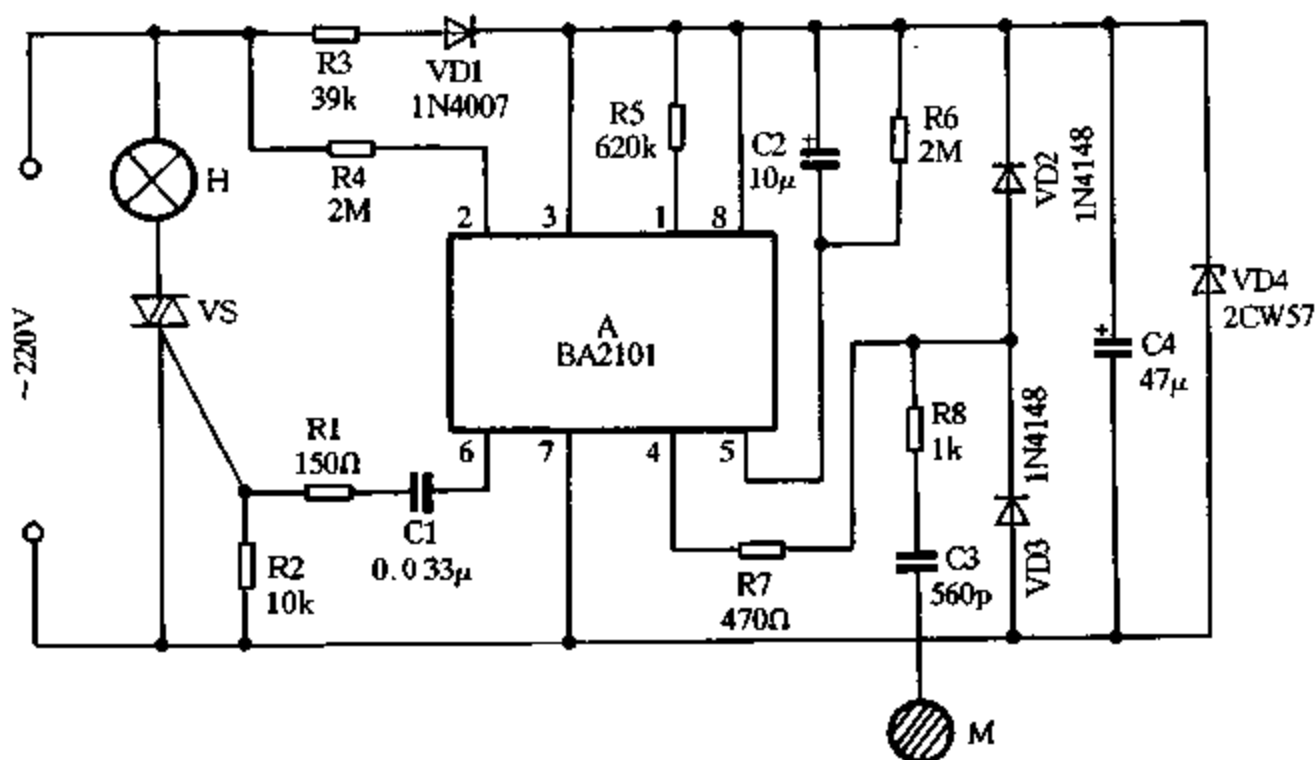 R3
39k
VD1
1N4007
R4
2M
H
VS
~220V
R5
620k
C2
+
10μ
R6
2M
VD2
1N4148
2
3
1
8
A
BA2101
6
7
4
5
R1
150Ω
C1
0.033μ
R2
10k
R7
470Ω
R8
1k
C3
560p
1N4148
VD3
+
C4
47μ
VD4
2CW57
M